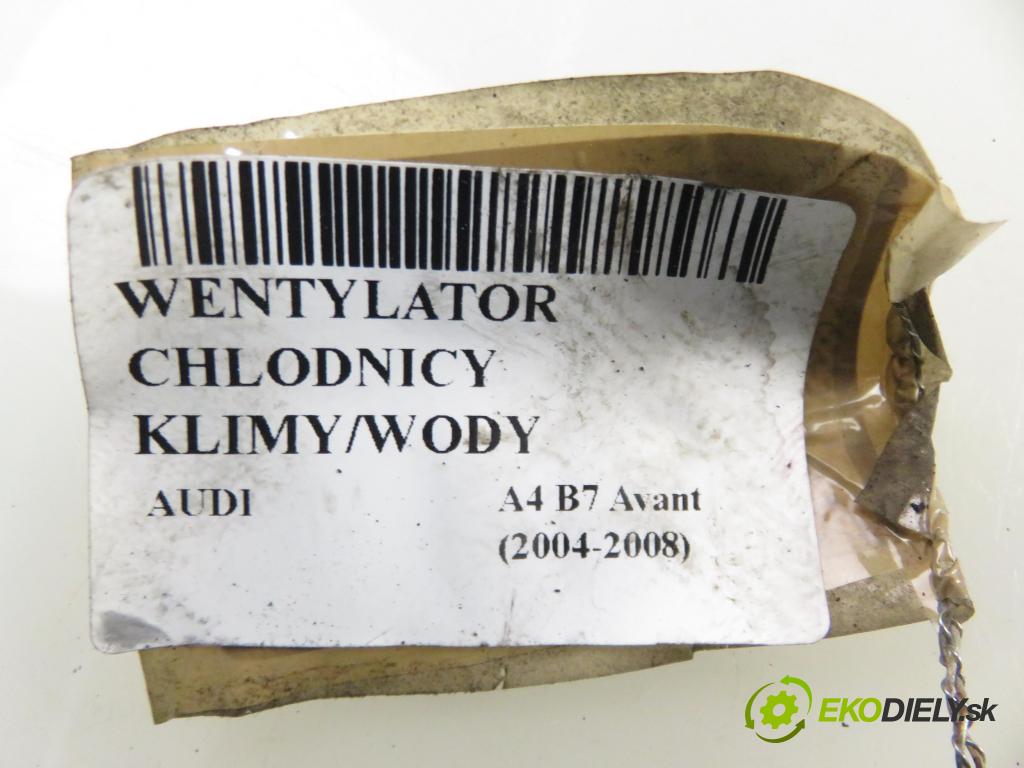 WENTYLATOR
CHLODNICY
KLIMY/WODY
AUDI A4 B7 Avant
(2004-2008)
EKODIELY.sk